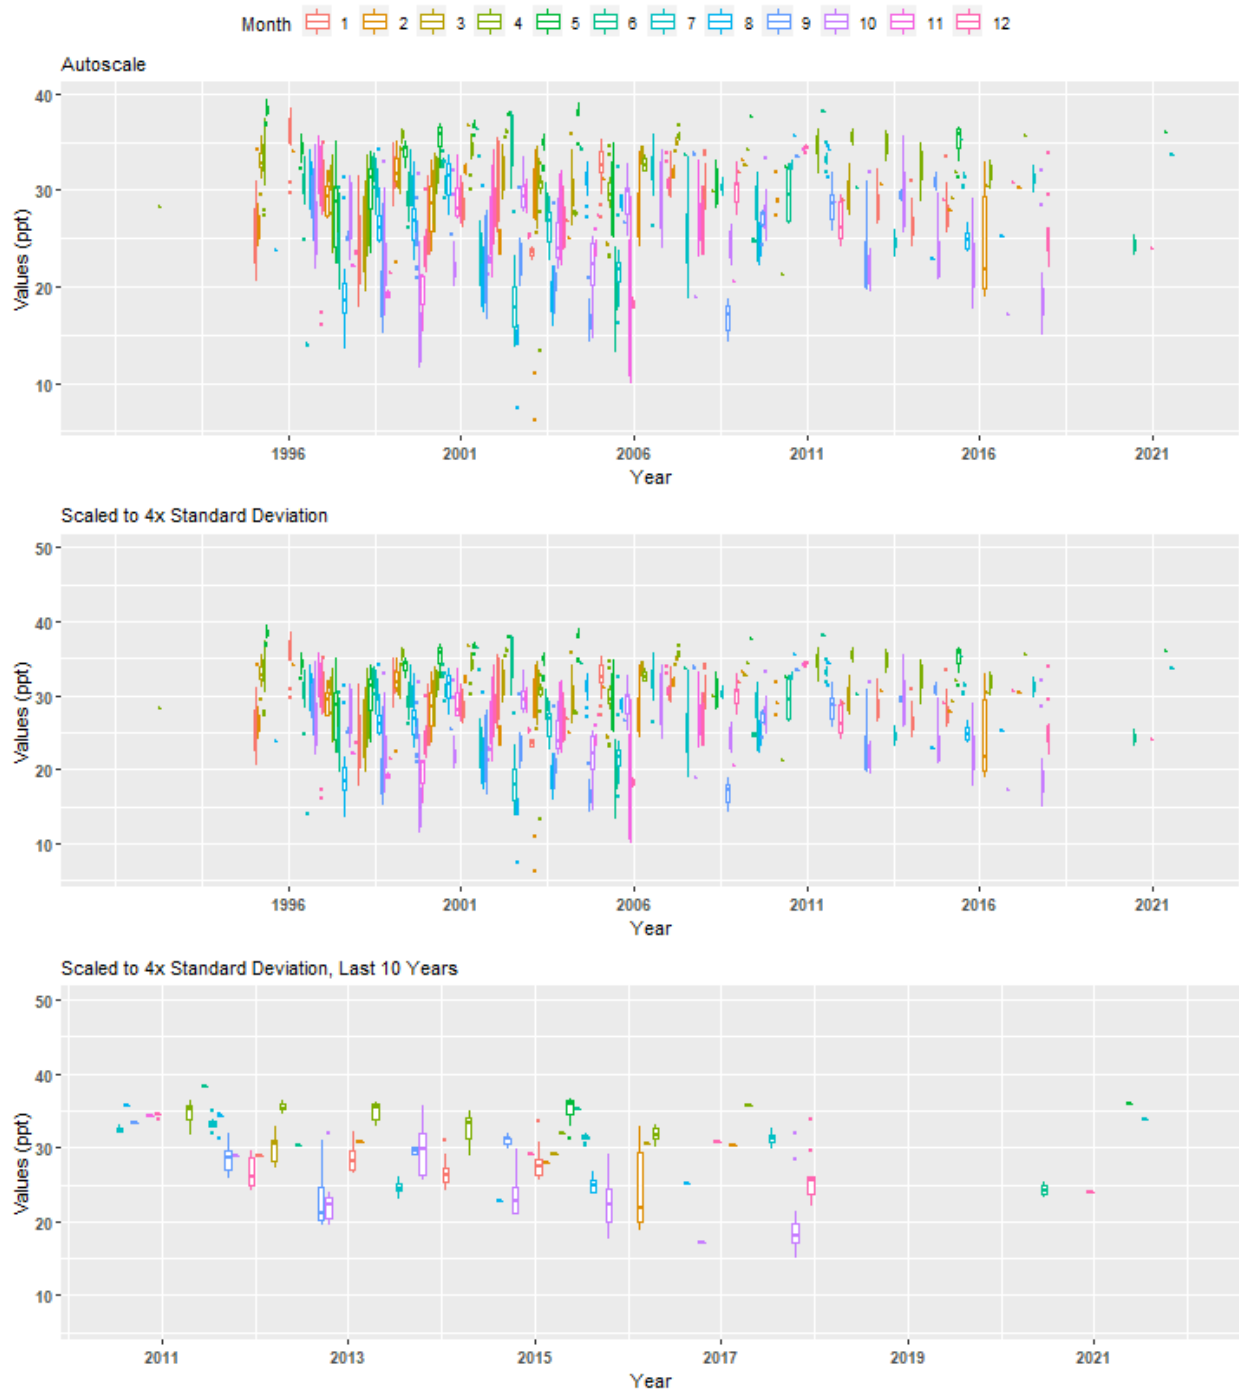 Month 1 2 3 4 5 6 7 8 9 10 11 12
Autoscale
40
30
20
10
Values (ppt)
1996 2001 2006 2011 2016 2021
Year
Scaled to 4x Standard Deviation
50
40
30
20
10
Values (ppt)
1996 2001 2006 2011 2016 2021
Year
Scaled to 4x Standard Deviation, Last 10 Years
50
40
30
20
10
Values (ppt)
2011 2013 2015 2017 2019 2021
Year